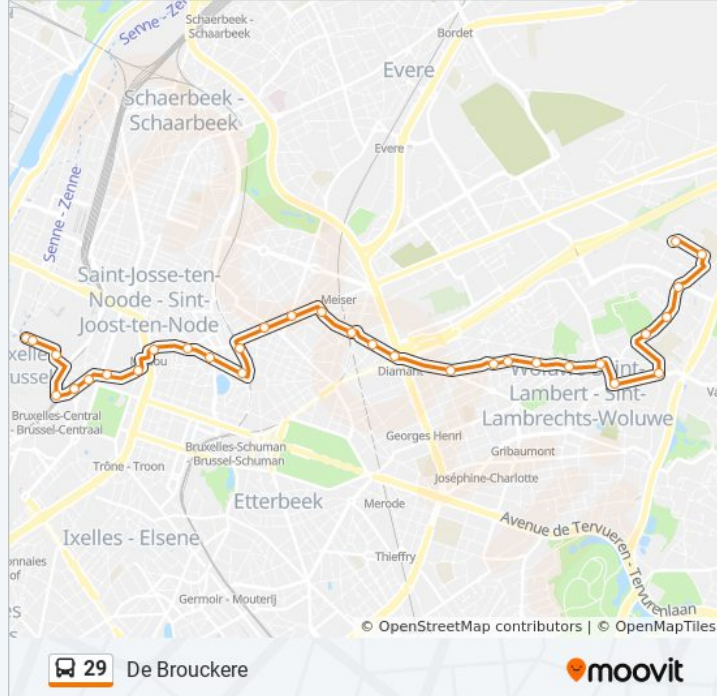 Senne - Zen
Schaerbeek -
Schaarbeek
Bordet
Evere
Schaerbeek -
Schaarbeek
Evere
Senne - Zenne
Saint-Josse-ten-
Noode - Sint-
Joost-ten-Node
Meiser
Diamant
Lambert - Sint-
Lambrechts-Woluwe
Bruxelles-Central
- Brussel-Centraal
Georges Henri
Bruxelles-Schuman
- Brussel-Schuman
Gribaumont
Trône - Troon
Joséphine-Charlotte
Etterbeek
Merode
Avenue de Tervueren - Tervurenlaan
Ixelles - Elsene
Thieffry
Germoir - Mouterij
© OpenStreetMap contributors | © OpenMapTiles
29 De Brouckere
moovit